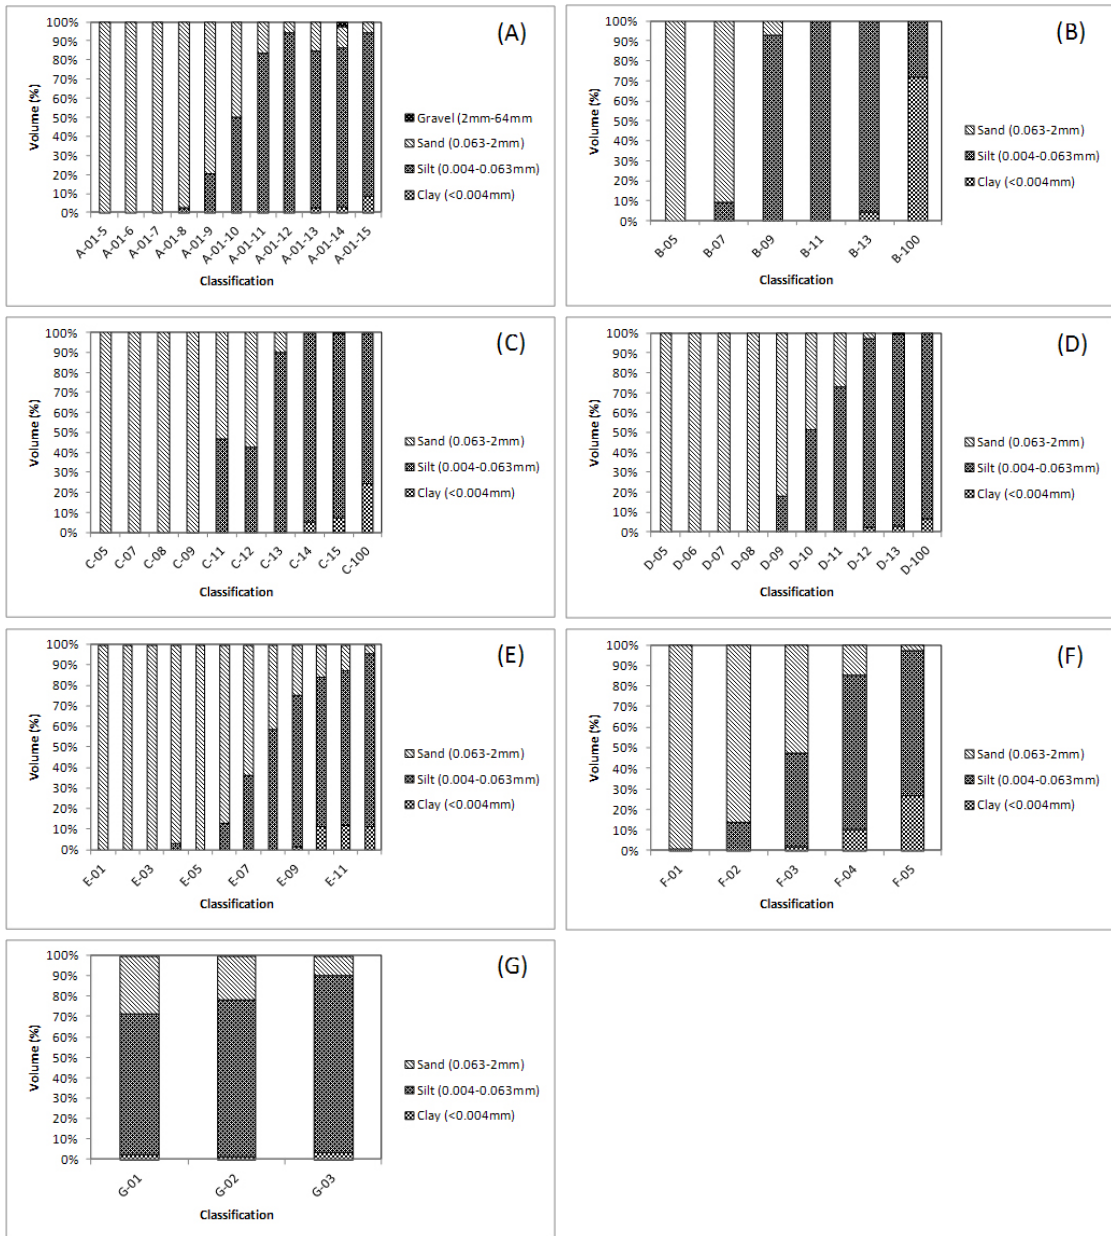 (A)
Volume (%)
100%
90%
80%
70%
60%
50%
40%
30%
20%
10%
0%
A-01-5
A-01-6
A-01-7
A-01-8
A-01-9
A-01-10
A-01-11
A-01-12
A-01-13
A-01-14
A-01-15
Classification
Gravel (2mm-64mm
Sand (0.063-2mm)
Silt (0.004-0.063mm)
Clay (<0.004mm)
(B)
Volume (%)
100%
90%
80%
70%
60%
50%
40%
30%
20%
10%
0%
B-05
B-07
B-09
B-11
B-13
B-100
Classification
Sand (0.063-2mm)
Silt (0.004-0.063mm)
Clay (<0.004mm)
(C)
Volume (%)
100%
90%
80%
70%
60%
50%
40%
30%
20%
10%
0%
C-05
C-07
C-08
C-09
C-11
C-12
C-13
C-14
C-15
C-100
Classification
Sand (0.063-2mm)
Silt (0.004-0.063mm)
Clay (<0.004mm)
(D)
Volume (%)
100%
90%
80%
70%
60%
50%
40%
30%
20%
10%
0%
D-05
D-06
D-07
D-08
D-09
D-10
D-11
D-12
D-13
D-100
Classification
Sand (0.063-2mm)
Silt (0.004-0.063mm)
Clay (<0.004mm)
(E)
Volume (%)
100%
90%
80%
70%
60%
50%
40%
30%
20%
10%
0%
E-01
E-03
E-05
E-07
E-09
E-11
Classification
Sand (0.063-2mm)
Silt (0.004-0.063mm)
Clay (<0.004mm)
(F)
Volume (%)
100%
90%
80%
70%
60%
50%
40%
30%
20%
10%
0%
F-01
F-02
F-03
F-04
F-05
Classification
Sand (0.063-2mm)
Silt (0.004-0.063mm)
Clay (<0.004mm)
(G)
Volume (%)
100%
90%
80%
70%
60%
50%
40%
30%
20%
10%
0%
G-01
G-02
G-03
Classification
Sand (0.063-2mm)
Silt (0.004-0.063mm)
Clay (<0.004mm)